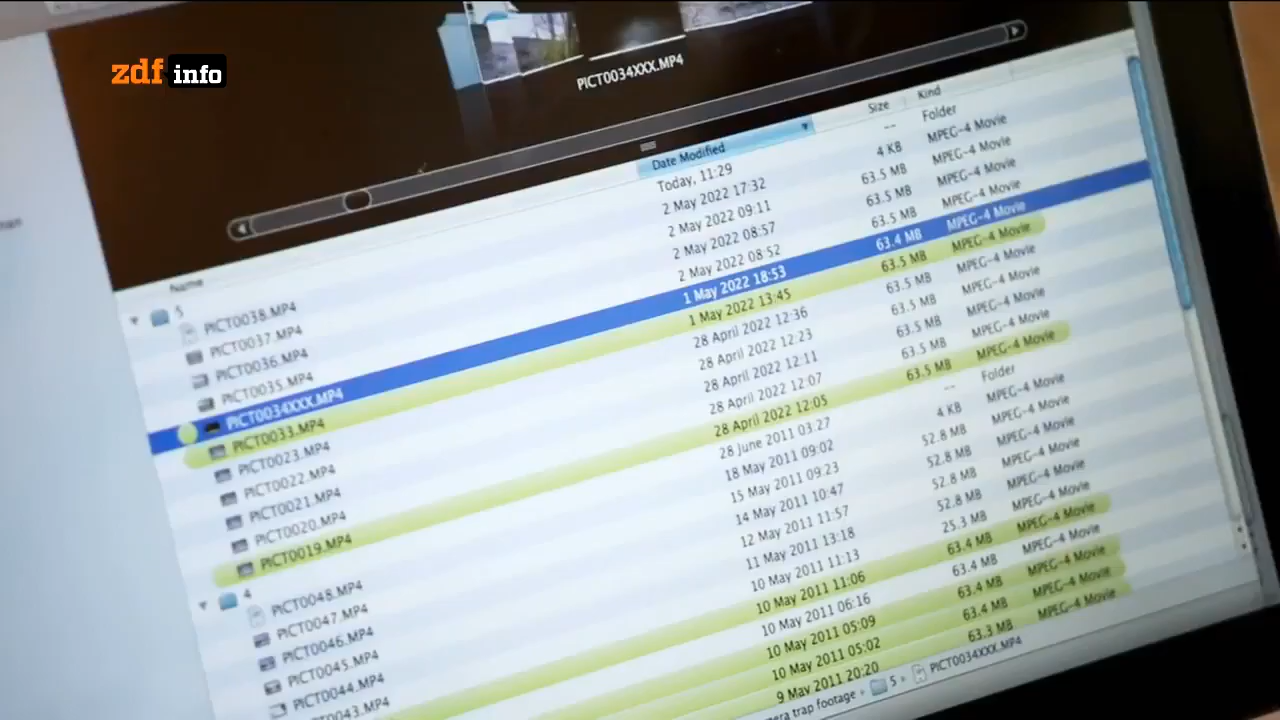 zdf info
PICT0034XXX.MP4
Name Date Modified Size Kind
5 Today, 11:29 -- Folder
PICT0038.MP4 2 May 2022 17:32 4 KB MPEG-4 Movie
PICT0037.MP4 2 May 2022 09:11 63.5 MB MPEG-4 Movie
PICT0036.MP4 2 May 2022 08:57 63.5 MB MPEG-4 Movie
PICT0035.MP4 2 May 2022 08:52 63.5 MB MPEG-4 Movie
PICT0034XXX.MP4 1 May 2022 18:53 63.4 MB MPEG-4 Movie
PICT0033.MP4 1 May 2022 13:45 63.5 MB MPEG-4 Movie
PICT0023.MP4 28 April 2022 12:36 63.5 MB MPEG-4 Movie
PICT0022.MP4 28 April 2022 12:23 63.5 MB MPEG-4 Movie
PICT0021.MP4 28 April 2022 12:11 63.5 MB MPEG-4 Movie
PICT0020.MP4 28 April 2022 12:07 63.5 MB MPEG-4 Movie
PICT0019.MP4 28 April 2022 12:05 63.5 MB MPEG-4 Movie
4 28 June 2011 03:27 -- Folder
PICT0048.MP4 18 May 2011 09:02 4 KB MPEG-4 Movie
PICT0047.MP4 15 May 2011 09:23 52.8 MB MPEG-4 Movie
PICT0046.MP4 14 May 2011 10:47 52.8 MB MPEG-4 Movie
PICT0045.MP4 12 May 2011 11:57 52.8 MB MPEG-4 Movie
PICT0044.MP4 11 May 2011 13:18 52.8 MB MPEG-4 Movie
PICT0043.MP4 10 May 2011 11:13 25.3 MB MPEG-4 Movie
10 May 2011 11:06 63.4 MB MPEG-4 Movie
10 May 2011 06:16 63.4 MB MPEG-4 Movie
10 May 2011 05:09 63.4 MB MPEG-4 Movie
10 May 2011 05:02 63.4 MB MPEG-4 Movie
9 May 2011 20:20 63.3 MB MPEG-4 Movie
trap footage 5 PICT0034XXX.MP4